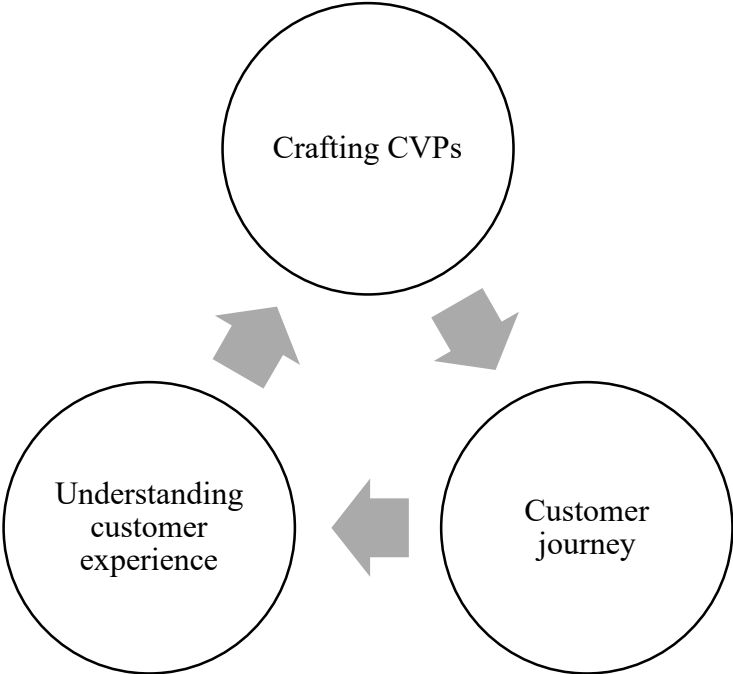 Crafting CVPs
Understanding
customer
experience
Customer
journey